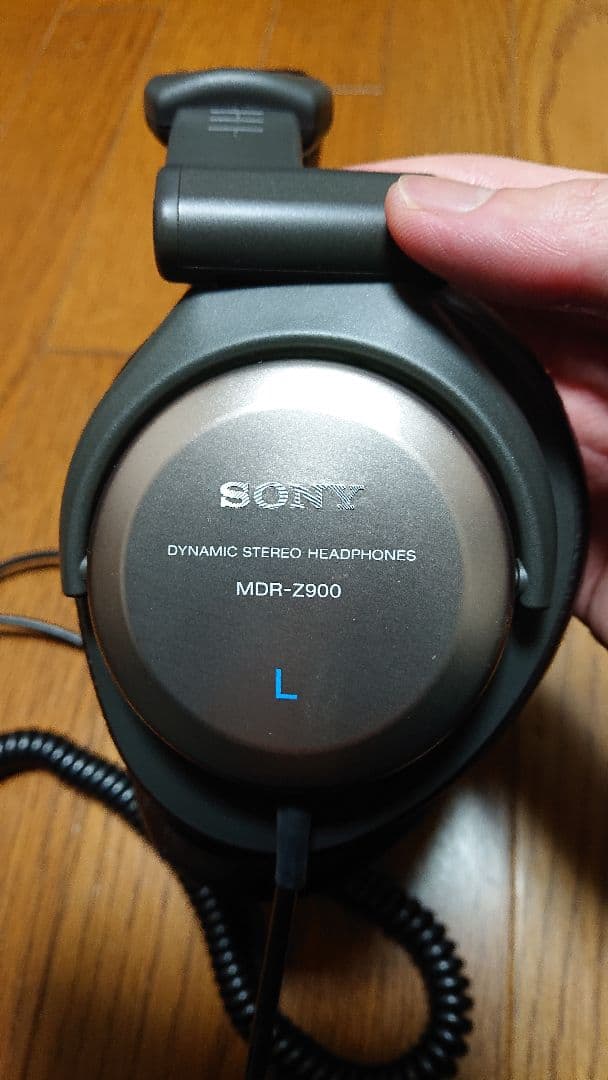 SONY
DYNAMIC STEREO HEADPHONES
MDR-Z900
L